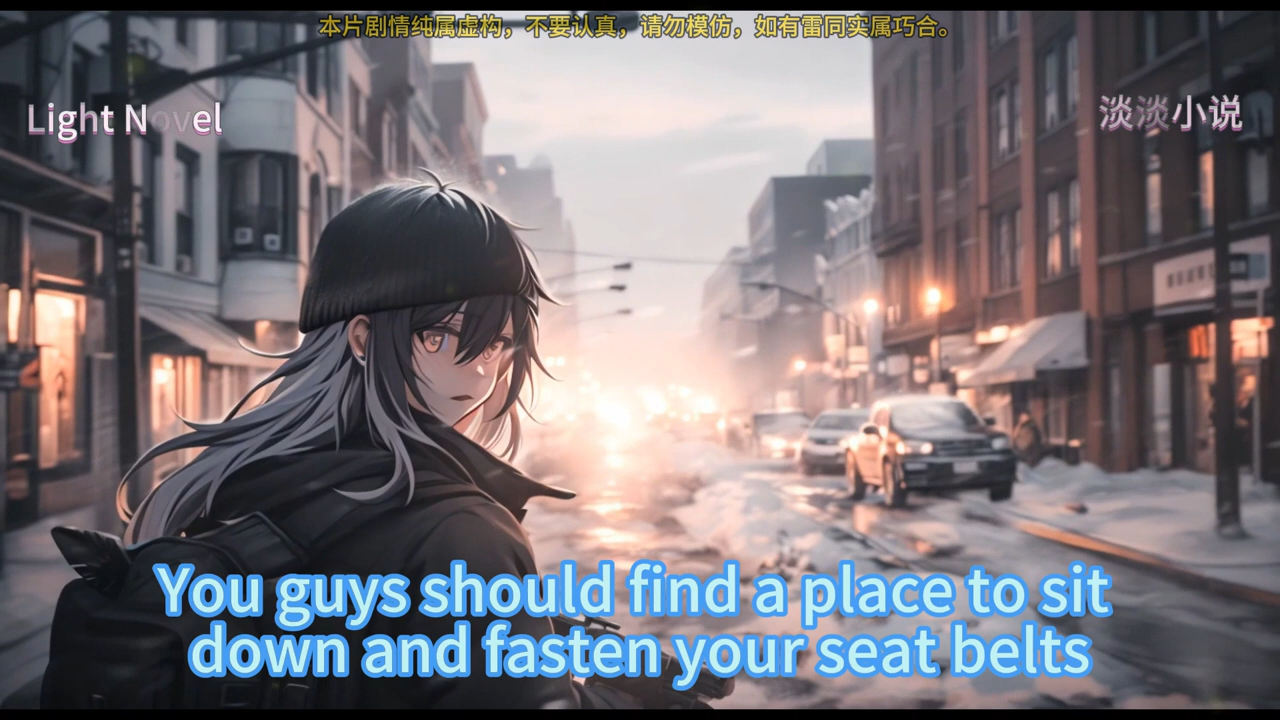 本片剧情纯属虚构，不要认真，请勿模仿，如有雷同实属巧合。
Light Novel
淡淡小说
You guys should find a place to sit
down and fasten your seat belts